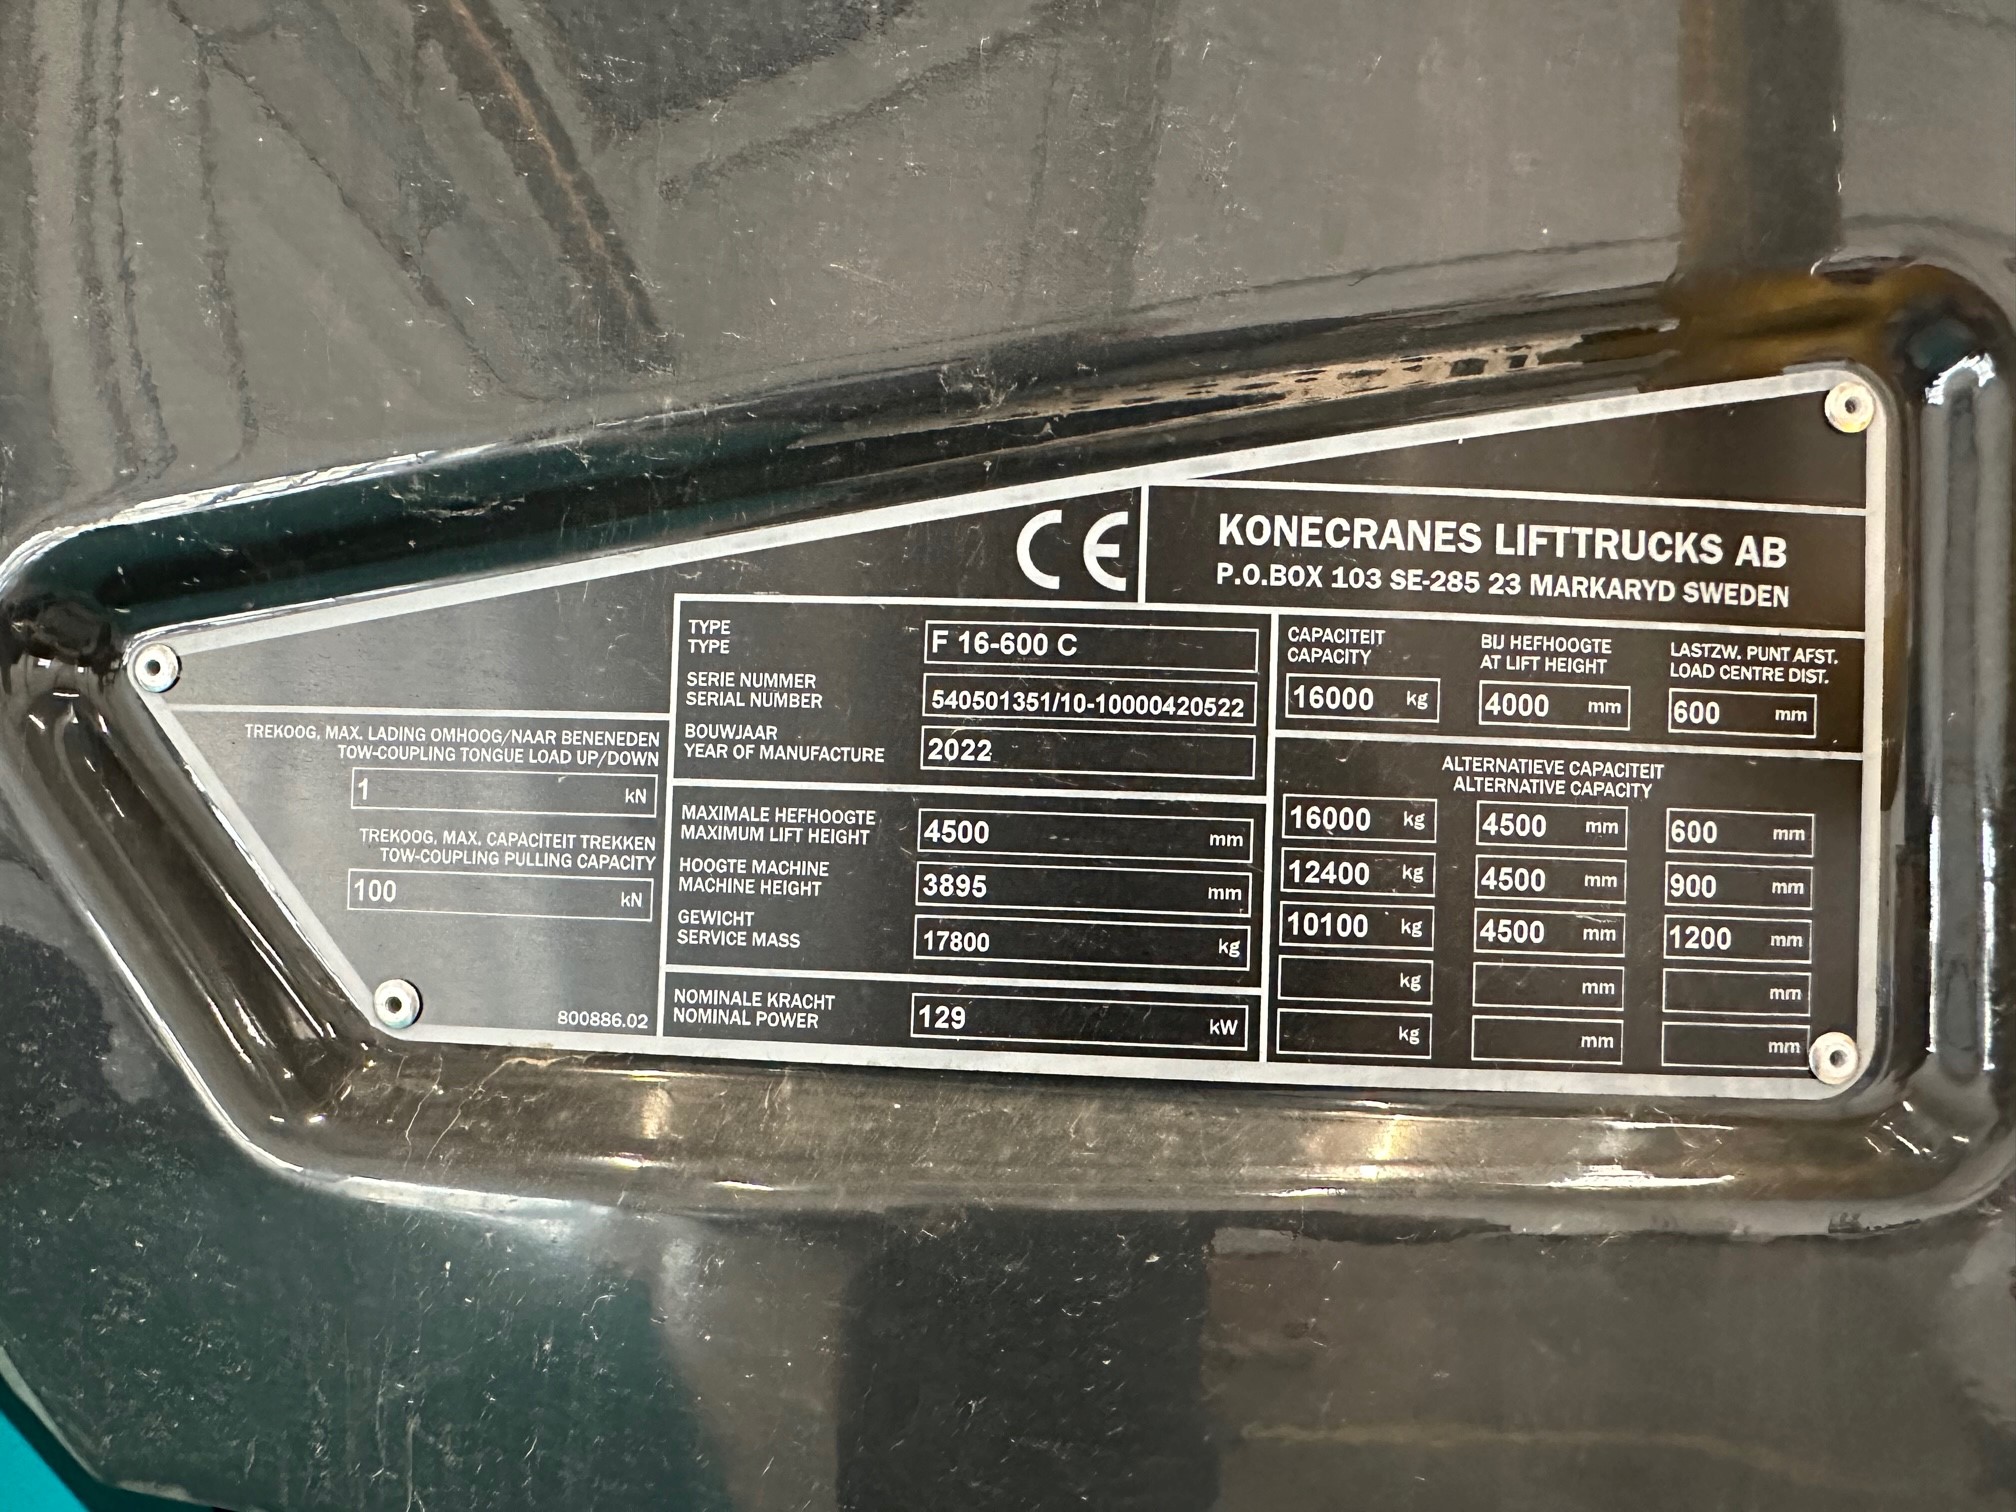 CE
KONECRANES LIFTTRUCKS AB
P.O.BOX 103 SE-285 23 MARKARYD SWEDEN
TYPE
TYPE
F 16-600 C
SERIE NUMMER
SERIAL NUMBER
540501351/10-10000420522
BOUWJAAR
YEAR OF MANUFACTURE
2022
CAPACITEIT
CAPACITY
16000 kg
BIJ HEFHOOGTE
AT LIFT HEIGHT
4000 mm
LASTZW. PUNT AFST.
LOAD CENTRE DIST.
600 mm
TREKOOG, MAX. LADING OMHOOG/NAAR BENENEDEN
TOW-COUPLING TONGUE LOAD UP/DOWN
1 kN
TREKOOG, MAX. CAPACITEIT TREKKEN
TOW-COUPLING PULLING CAPACITY
100 kN
800886.02
MAXIMALE HEFHOOGTE
MAXIMUM LIFT HEIGHT
4500 mm
HOOGTE MACHINE
MACHINE HEIGHT
3895 mm
GEWICHT
SERVICE MASS
17800 kg
NOMINALE KRACHT
NOMINAL POWER
129 kW
ALTERNATIEVE CAPACITEIT
ALTERNATIVE CAPACITY
16000 kg 4500 mm 600 mm
12400 kg 4500 mm 900 mm
10100 kg 4500 mm 1200 mm
kg mm mm
kg mm mm